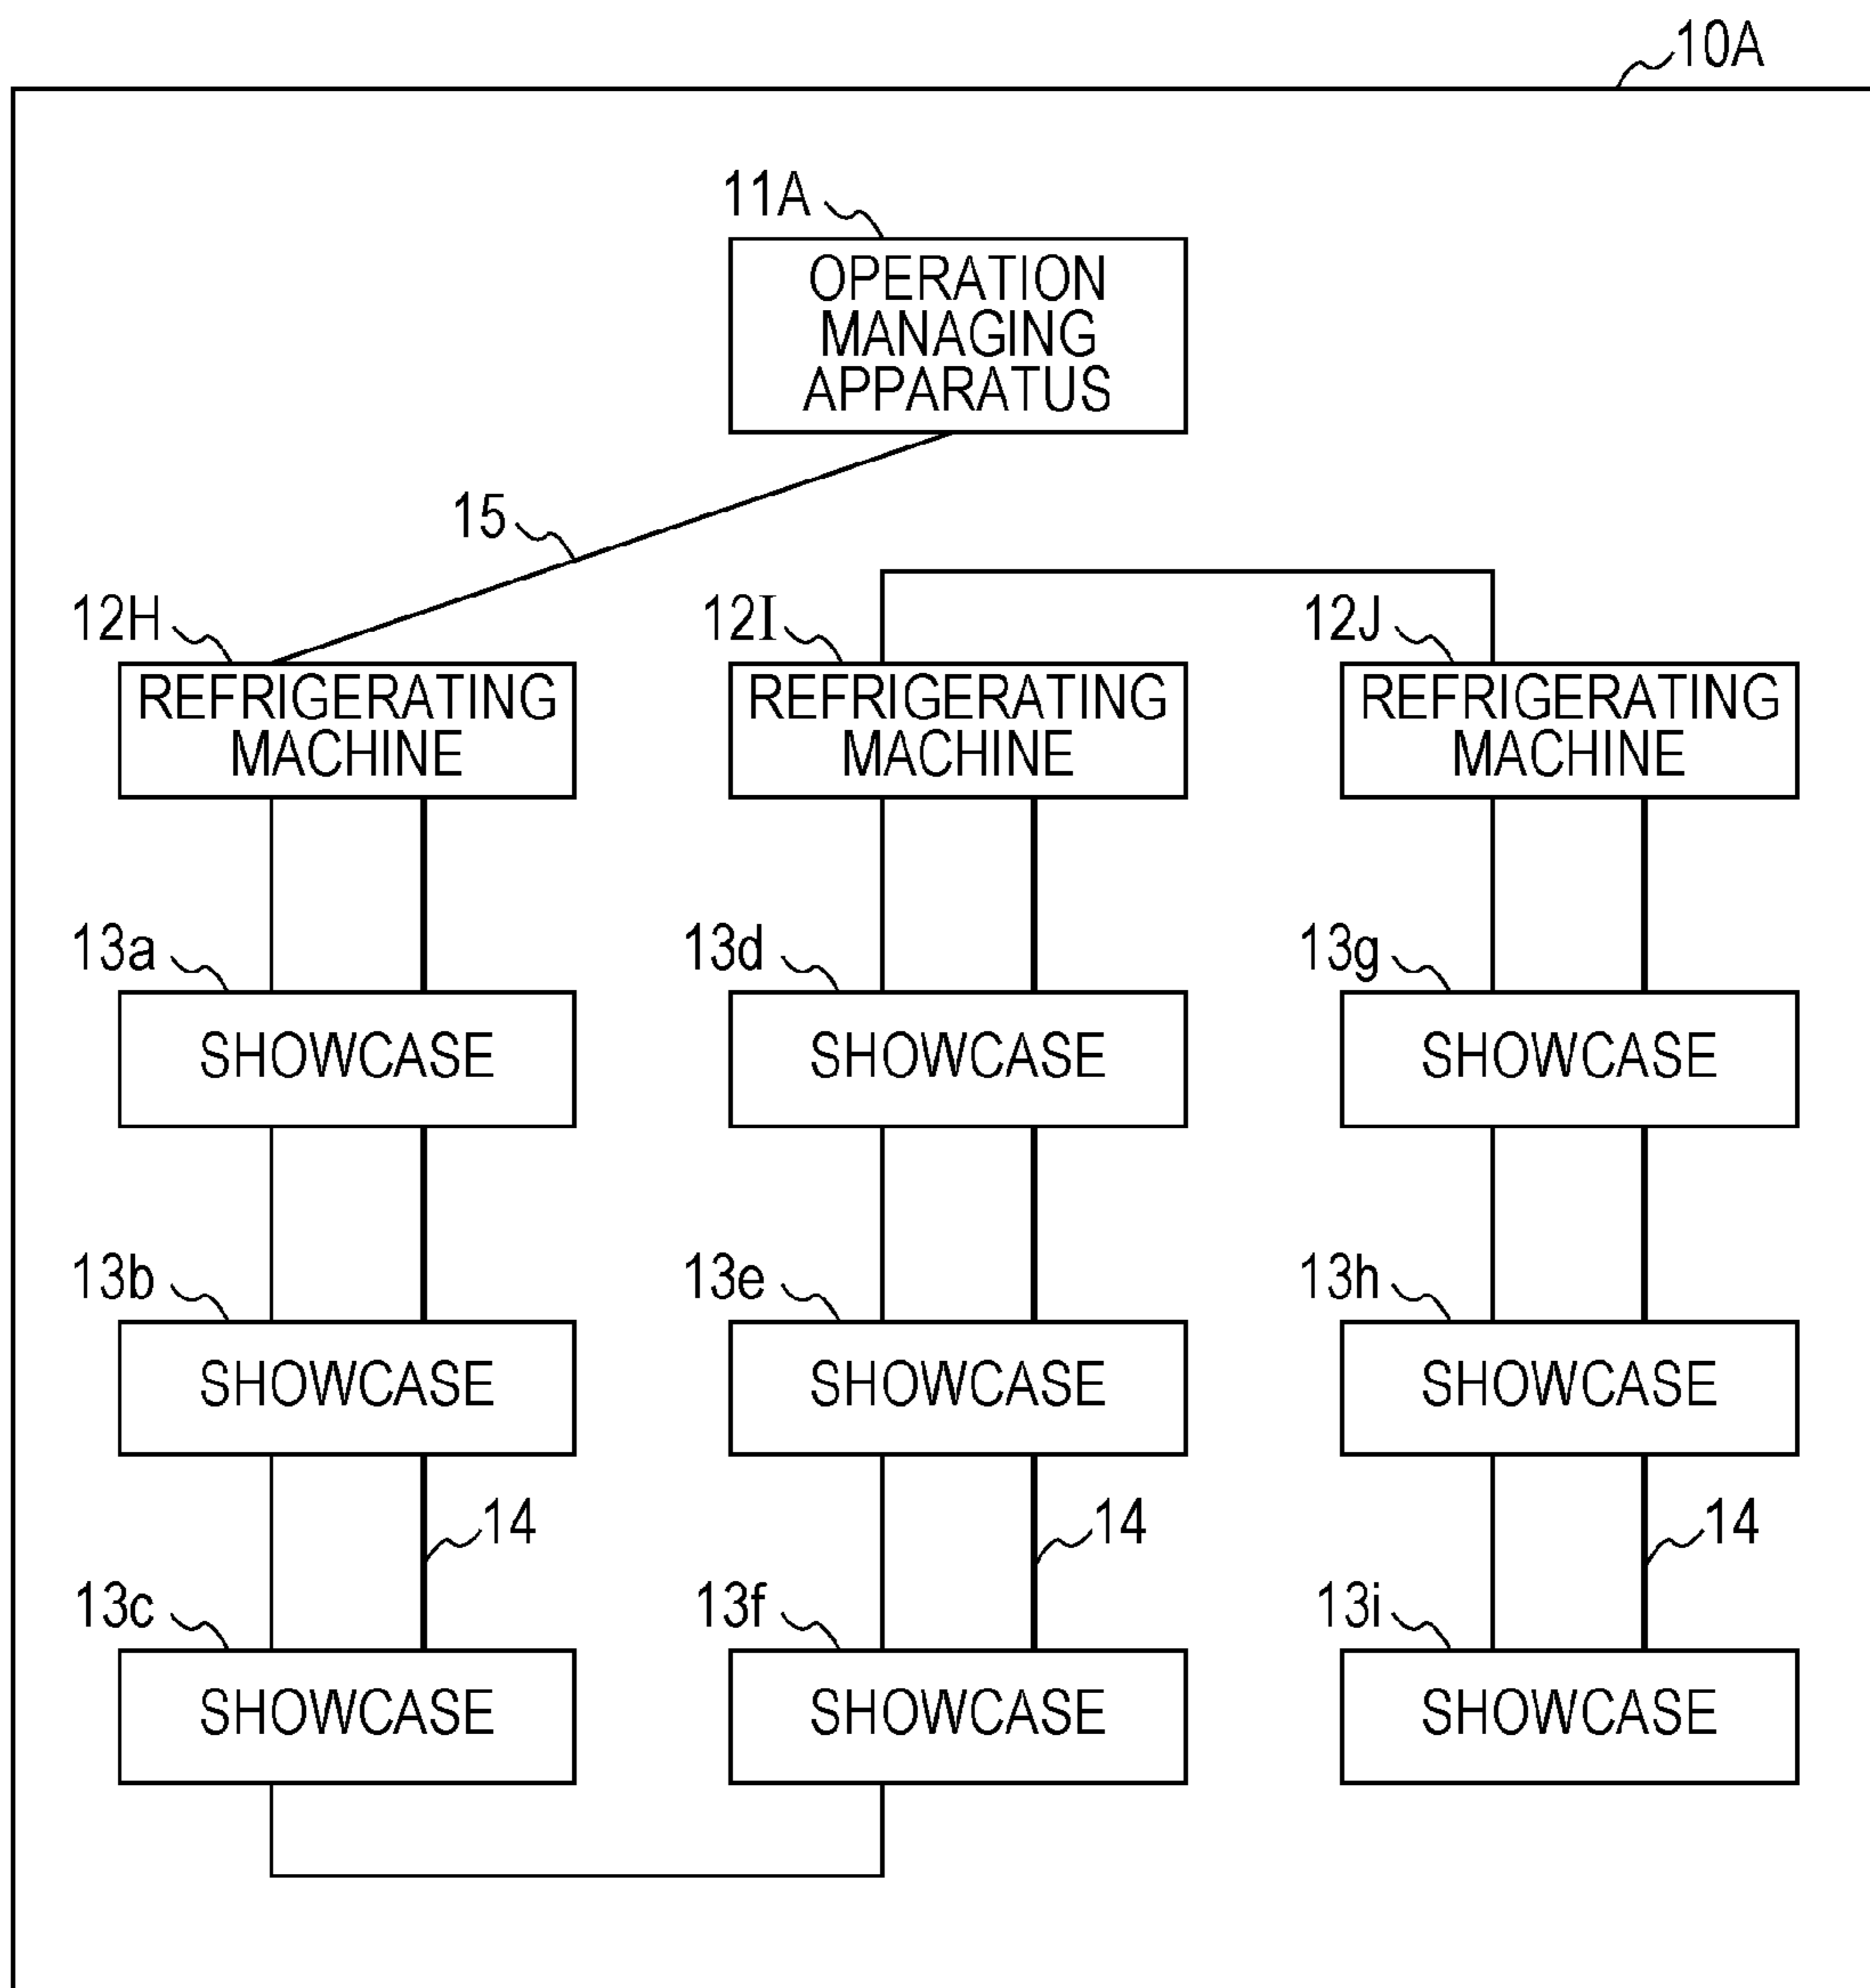 10A
11A
OPERATION
MANAGING
APPARATUS
15
12H
12I
12J
REFRIGERATING
MACHINE
REFRIGERATING
MACHINE
REFRIGERATING
MACHINE
13a
13d
13g
SHOWCASE
SHOWCASE
SHOWCASE
13b
13e
13h
SHOWCASE
SHOWCASE
SHOWCASE
14
14
14
13c
13f
13i
SHOWCASE
SHOWCASE
SHOWCASE